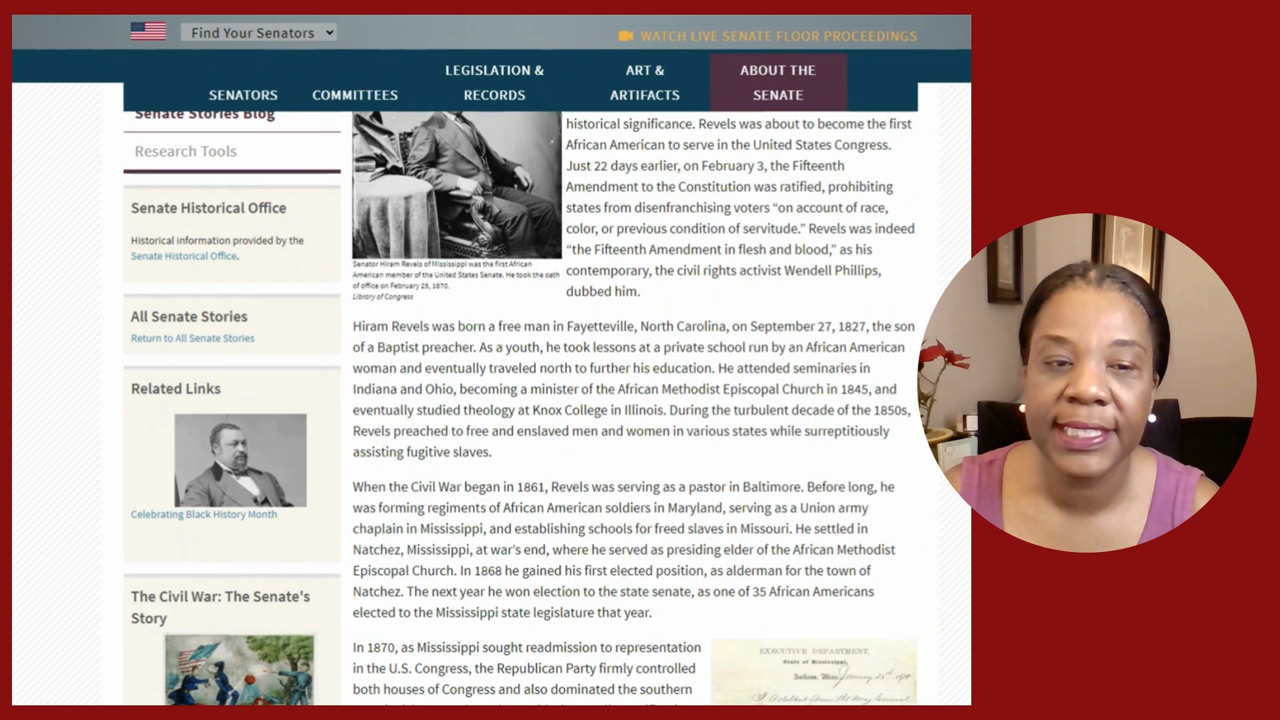 Find Your Senators
WATCH LIVE SENATE FLOOR PROCEEDINGS
SENATORS
COMMITTEES
LEGISLATION &
RECORDS
ART &
ARTIFACTS
ABOUT THE
SENATE
Senate Stories Blog
Research Tools
Senate Historical Office
Historical information provided by the
Senate Historical Office.
All Senate Stories
Return to All Senate Stories
Related Links
Celebrating Black History Month
The Civil War: The Senate's
Story
Senator Hiram Revels of Mississippi was the first African
American member of the United States Senate. He took the oath
of office on February 25, 1870.
Library of Congress
historical significance. Revels was about to become the first
African American to serve in the United States Congress.
Just 22 days earlier, on February 3, the Fifteenth
Amendment to the Constitution was ratified, prohibiting
states from disenfranchising voters “on account of race,
color, or previous condition of servitude.” Revels was indeed
“the Fifteenth Amendment in flesh and blood,” as his
contemporary, the civil rights activist Wendell Phillips,
dubbed him.
Hiram Revels was born a free man in Fayetteville, North Carolina, on September 27, 1827, the son
of a Baptist preacher. As a youth, he took lessons at a private school run by an African American
woman and eventually traveled north to further his education. He attended seminaries in
Indiana and Ohio, becoming a minister of the African Methodist Episcopal Church in 1845, and
eventually studied theology at Knox College in Illinois. During the turbulent decade of the 1850s,
Revels preached to free and enslaved men and women in various states while surreptitiously
assisting fugitive slaves.
When the Civil War began in 1861, Revels was serving as a pastor in Baltimore. Before long, he
was forming regiments of African American soldiers in Maryland, serving as a Union army
chaplain in Mississippi, and establishing schools for freed slaves in Missouri. He settled in
Natchez, Mississippi, at war’s end, where he served as presiding elder of the African Methodist
Episcopal Church. In 1868 he gained his first elected position, as alderman for the town of
Natchez. The next year he won election to the state senate, as one of 35 African Americans
elected to the Mississippi state legislature that year.
In 1870, as Mississippi sought readmission to representation
in the U.S. Congress, the Republican Party firmly controlled
both houses of Congress and also dominated the southern
EXECUTIVE DEPARTMENT,
State of Mississippi,
Jackson, Miss.